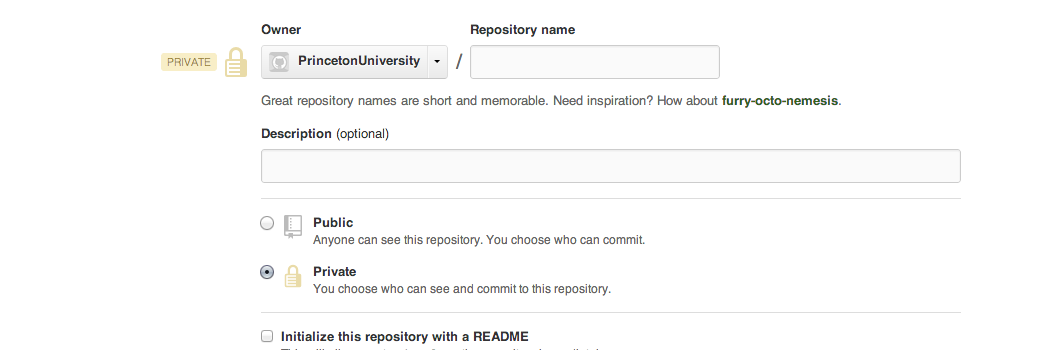 Owner Repository name
PRIVATE PrincetonUniversity /
Great repository names are short and memorable. Need inspiration? How about furry-octo-nemesis.
Description (optional)
Public
Anyone can see this repository. You choose who can commit.
Private
You choose who can see and commit to this repository.
Initialize this repository with a README